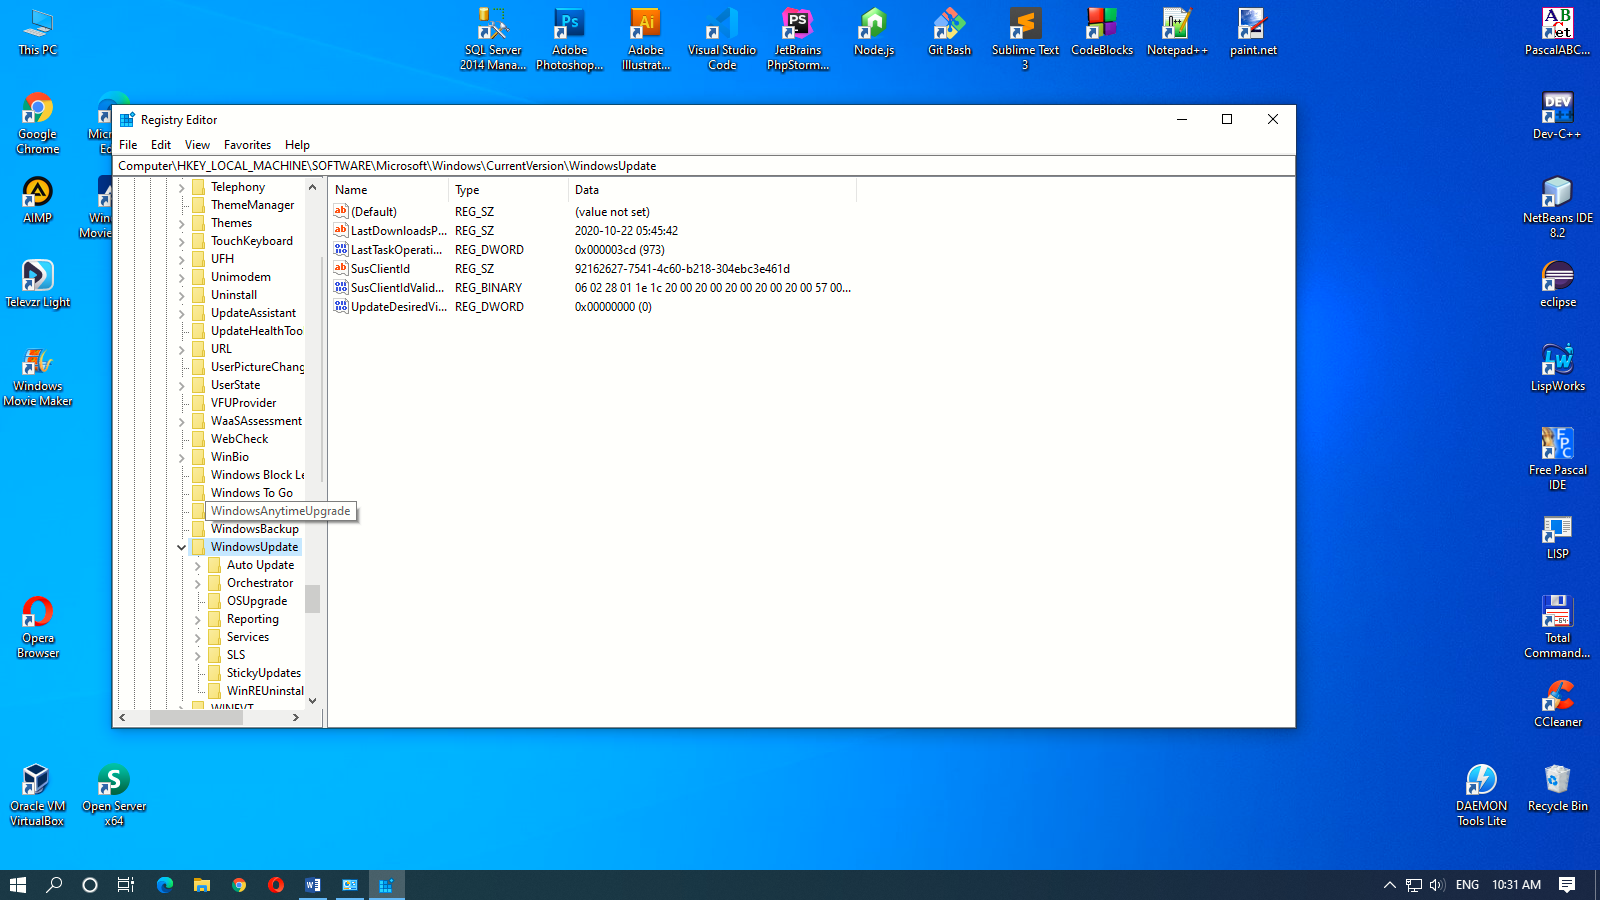 This PC
SQL Server
2014 Mana...
Adobe
Photoshop...
Adobe
Illustrat...
Visual Studio
Code
JetBrains
PhpStorm...
Node.js
Git Bash
Sublime Text
3
CodeBlocks
Notepad++
paint.net
PascalABC...
Google
Chrome
Micr
Ed
AIMP
Win
Movie
Televzr Light
Windows
Movie Maker
Opera
Browser
Oracle VM
VirtualBox
Open Server
x64
Registry Editor
File Edit View Favorites Help
Computer\HKEY_LOCAL_MACHINE\SOFTWARE\Microsoft\Windows\CurrentVersion\WindowsUpdate
Telephony
ThemeManager
Themes
TouchKeyboard
UFH
Unimodem
Uninstall
UpdateAssistant
UpdateHealthToo
URL
UserPictureChang
UserState
VFUProvider
WaaSAssessment
WebCheck
WinBio
Windows Block Le
Windows To Go
WindowsAnytimeUpgrade
WindowsBackup
WindowsUpdate
Auto Update
Orchestrator
OSUpgrade
Reporting
Services
SLS
StickyUpdates
WinREUninstal
WINEVT
Name Type Data
(Default) REG_SZ (value not set)
LastDownloadsP... REG_SZ 2020-10-22 05:45:42
LastTaskOperati... REG_DWORD 0x000003cd (973)
SusClientId REG_SZ 92162627-7541-4c60-b218-304ebc3e461d
SusClientIdValid... REG_BINARY 06 02 28 01 1e 1c 20 00 20 00 20 00 20 00 20 00 57 00...
UpdateDesiredVi... REG_DWORD 0x00000000 (0)
Dev-C++
NetBeans IDE
8.2
eclipse
LispWorks
Free Pascal
IDE
LISP
Total
Command...
CCleaner
DAEMON
Tools Lite
Recycle Bin
ENG 10:31 AM